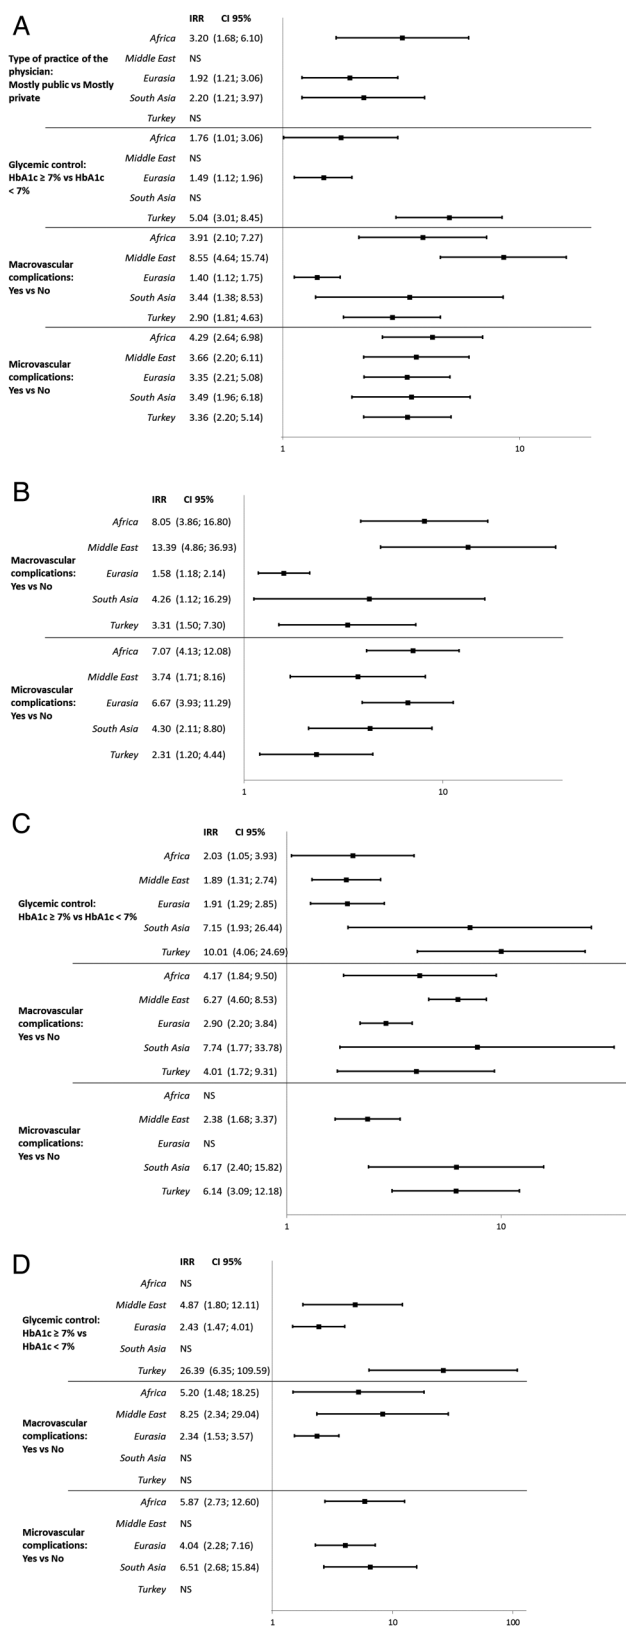 A
IRR CI 95%
Type of practice of the
physician:
Mostly public vs Mostly
private
Africa 3.20 (1.68; 6.10)
Middle East NS
Eurasia 1.92 (1.21; 3.06)
South Asia 2.20 (1.21; 3.97)
Turkey NS
Glycemic control:
HbA1c ≥ 7% vs HbA1c
< 7%
Africa 1.76 (1.01; 3.06)
Middle East NS
Eurasia 1.49 (1.12; 1.96)
South Asia NS
Turkey 5.04 (3.01; 8.45)
Macrovascular
complications:
Yes vs No
Africa 3.91 (2.10; 7.27)
Middle East 8.55 (4.64; 15.74)
Eurasia 1.40 (1.12; 1.75)
South Asia 3.44 (1.38; 8.53)
Turkey 2.90 (1.81; 4.63)
Microvascular
complications:
Yes vs No
Africa 4.29 (2.64; 6.98)
Middle East 3.66 (2.20; 6.11)
Eurasia 3.35 (2.21; 5.08)
South Asia 3.49 (1.96; 6.18)
Turkey 3.36 (2.20; 5.14)
1 10
B
IRR CI 95%
Macrovascular
complications:
Yes vs No
Africa 8.05 (3.86; 16.80)
Middle East 13.39 (4.86; 36.93)
Eurasia 1.58 (1.18; 2.14)
South Asia 4.26 (1.12; 16.29)
Turkey 3.31 (1.50; 7.30)
Microvascular
complications:
Yes vs No
Africa 7.07 (4.13; 12.08)
Middle East 3.74 (1.71; 8.16)
Eurasia 6.67 (3.93; 11.29)
South Asia 4.30 (2.11; 8.80)
Turkey 2.31 (1.20; 4.44)
1 10
C
IRR CI 95%
Glycemic control:
HbA1c ≥ 7% vs HbA1c < 7%
Africa 2.03 (1.05; 3.93)
Middle East 1.89 (1.31; 2.74)
Eurasia 1.91 (1.29; 2.85)
South Asia 7.15 (1.93; 26.44)
Turkey 10.01 (4.06; 24.69)
Macrovascular
complications:
Yes vs No
Africa 4.17 (1.84; 9.50)
Middle East 6.27 (4.60; 8.53)
Eurasia 2.90 (2.20; 3.84)
South Asia 7.74 (1.77; 33.78)
Turkey 4.01 (1.72; 9.31)
Microvascular
complications:
Yes vs No
Africa NS
Middle East 2.38 (1.68; 3.37)
Eurasia NS
South Asia 6.17 (2.40; 15.82)
Turkey 6.14 (3.09; 12.18)
1 10
D
IRR CI 95%
Glycemic control:
HbA1c ≥ 7% vs
HbA1c < 7%
Africa NS
Middle East 4.87 (1.80; 12.11)
Eurasia 2.43 (1.47; 4.01)
South Asia NS
Turkey 26.39 (6.35; 109.59)
Macrovascular
complications:
Yes vs No
Africa 5.20 (1.48; 18.25)
Middle East 8.25 (2.34; 29.04)
Eurasia 2.34 (1.53; 3.57)
South Asia NS
Turkey NS
Microvascular
complications:
Yes vs No
Africa 5.87 (2.73; 12.60)
Middle East NS
Eurasia 4.04 (2.28; 7.16)
South Asia 6.51 (2.68; 15.84)
Turkey NS
1 10 100